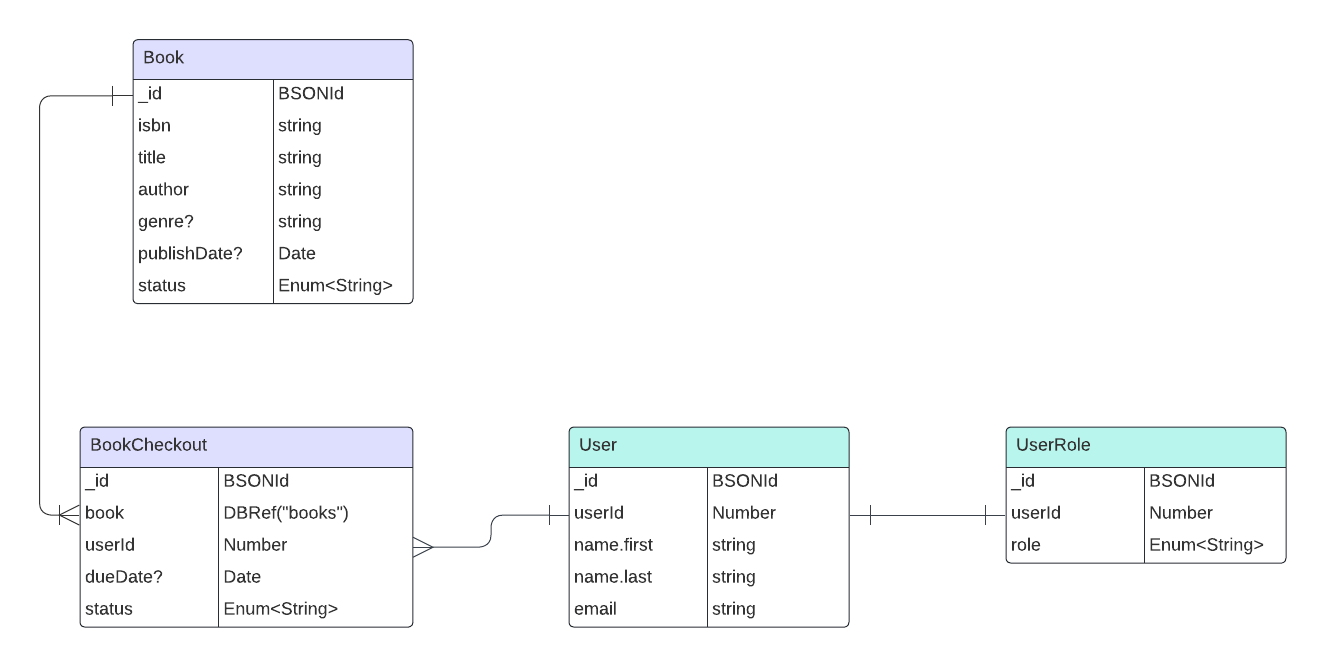 Book
_id BSONId
isbn string
title string
author string
genre? string
publishDate? Date
status Enum<String>
BookCheckout
_id BSONId
book DBRef("books")
userId Number
dueDate? Date
status Enum<String>
User
_id BSONId
userId Number
name.first string
name.last string
email string
UserRole
_id BSONId
userId Number
role Enum<String>